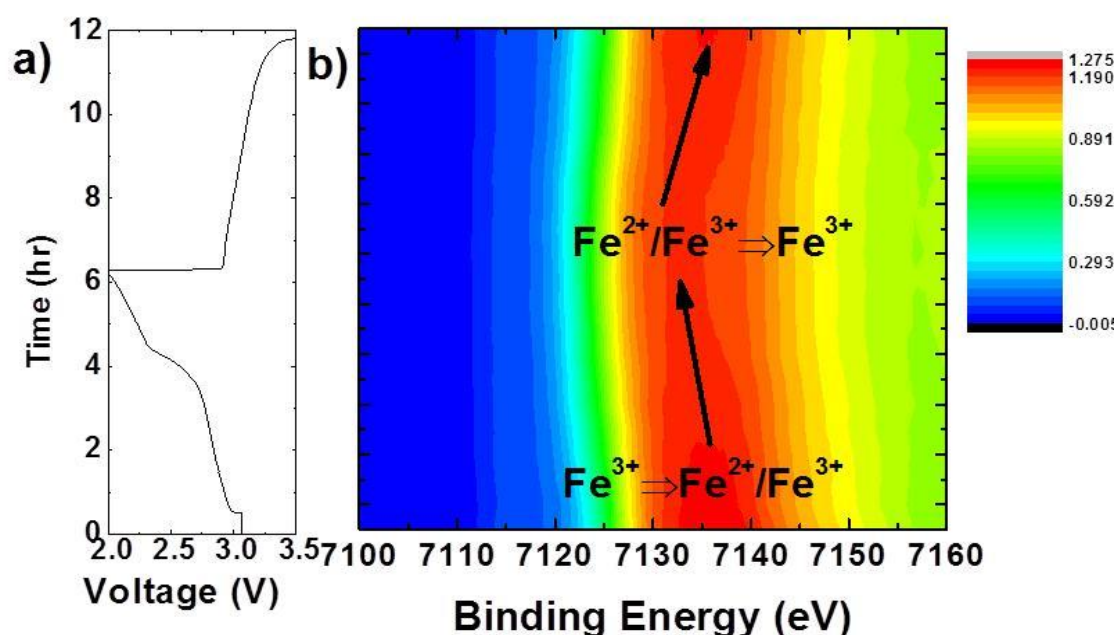 a)
12
10
8
6
4
2
0
Time (hr)
2.0 2.5 3.0 3.5
Voltage (V)
b)
Fe²⁺/Fe³⁺⇒Fe³⁺
Fe³⁺⇒Fe²⁺/Fe³⁺
7100 7110 7120 7130 7140 7150 7160
Binding Energy (eV)
1.275
1.190
0.891
0.592
0.293
-0.005